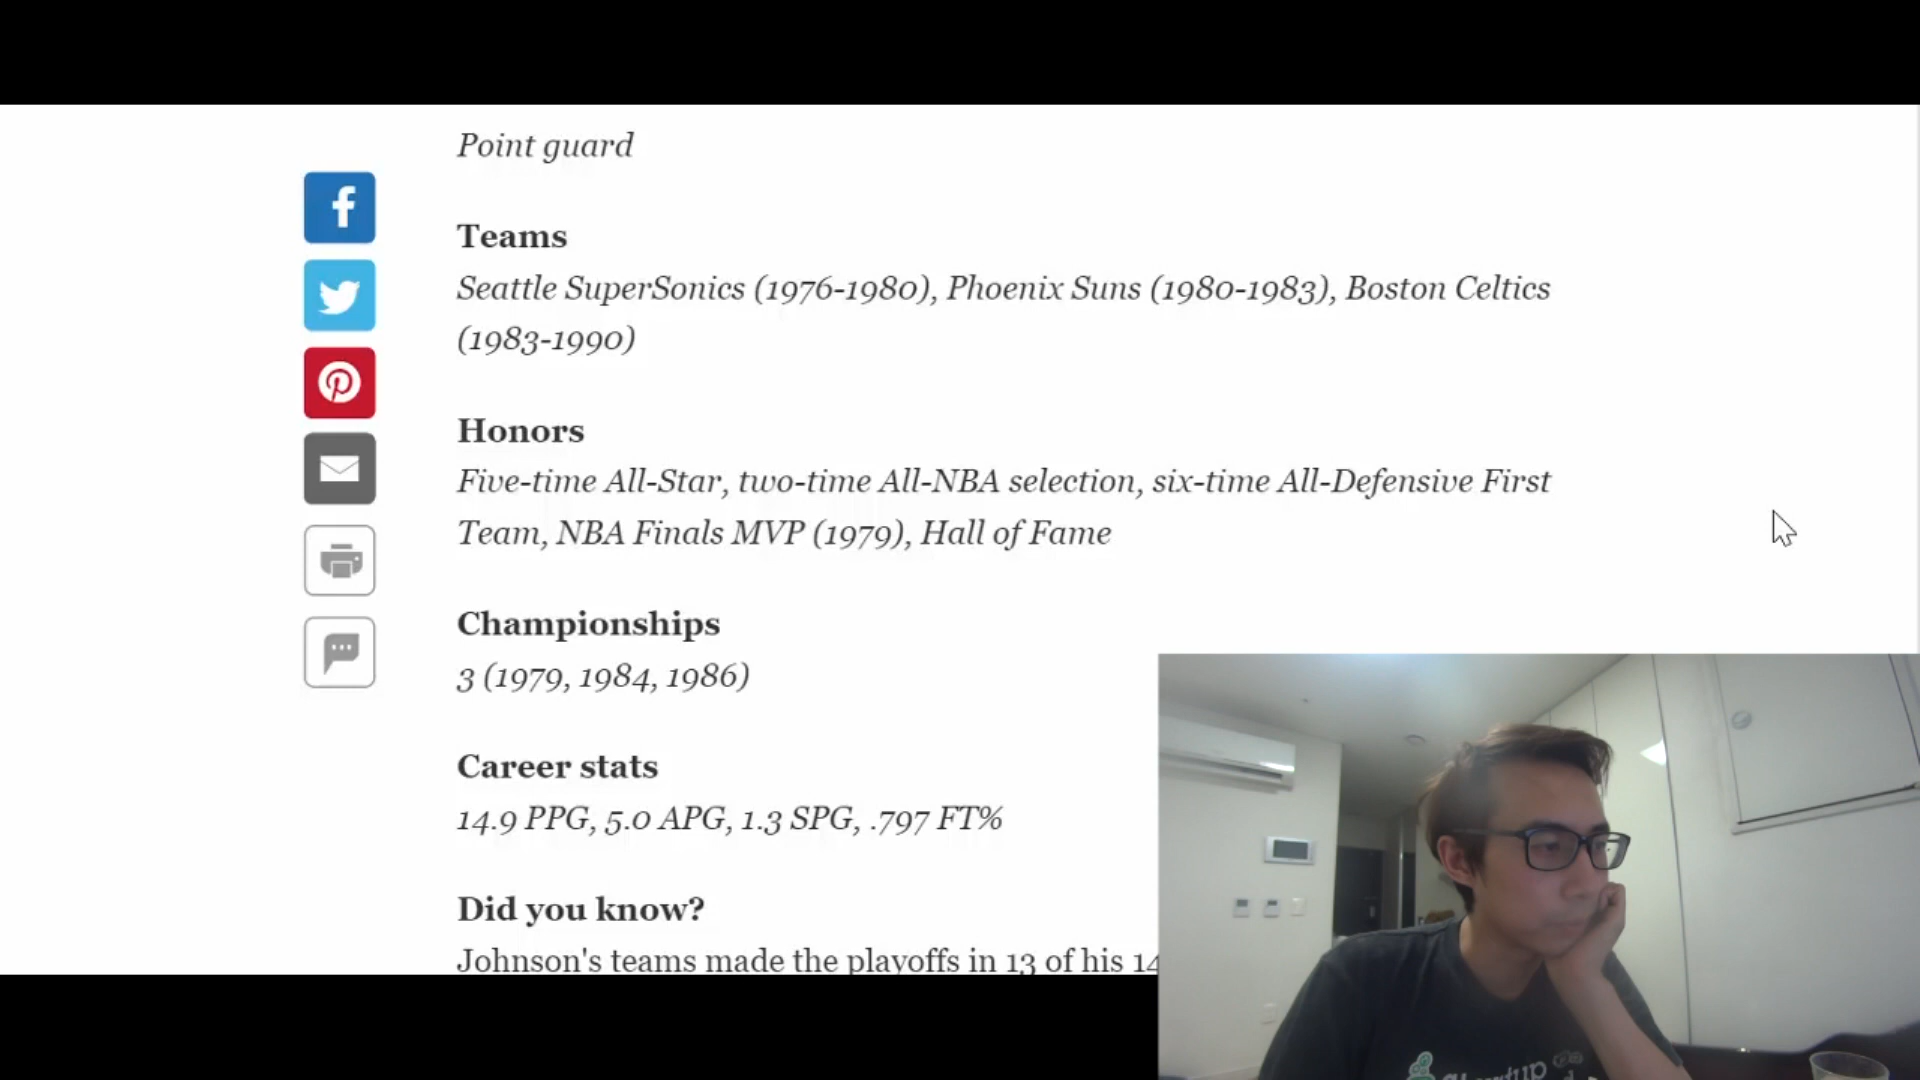 Point guard
Teams
Seattle SuperSonics (1976-1980), Phoenix Suns (1980-1983), Boston Celtics
(1983-1990)
Honors
Five-time All-Star, two-time All-NBA selection, six-time All-Defensive First
Team, NBA Finals MVP (1979), Hall of Fame
Championships
3 (1979, 1984, 1986)
Career stats
14.9 PPG, 5.0 APG, 1.3 SPG, .797 FT%
Did you know?
Johnson's teams made the playoffs in 13 of his 14
Startup